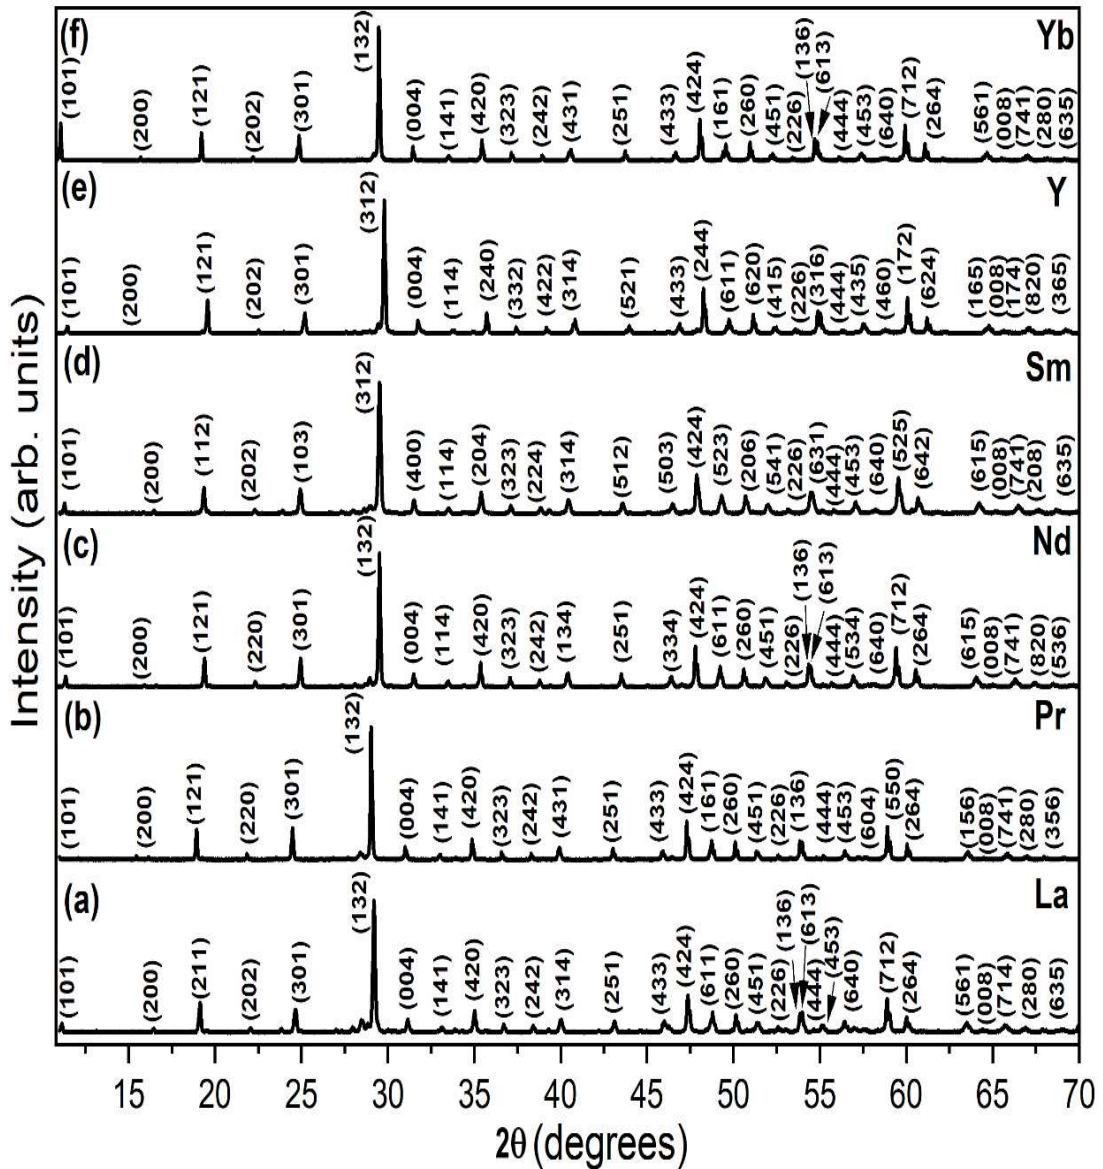 Intensity (arb. units)
(f) Yb
(101) (200) (121) (202) (301) (132) (004) (141) (420) (323) (242) (431) (251) (433) (424) (161) (260) (451) (226) (136) (613) (444) (453) (640) (712) (264) (561) (008) (741) (280) (635)
(e) Y
(101) (200) (121) (202) (301) (312) (004) (114) (240) (332) (422) (314) (521) (433) (244) (611) (620) (415) (226) (316) (444) (435) (460) (172) (624) (165) (008) (174) (820) (365)
(d) Sm
(101) (200) (112) (202) (103) (312) (400) (114) (204) (323) (224) (314) (512) (503) (424) (523) (206) (541) (226) (631) (444) (453) (640) (525) (642) (615) (008) (741) (208) (635)
(c) Nd
(101) (200) (121) (220) (301) (132) (004) (114) (420) (323) (242) (134) (251) (334) (424) (611) (260) (451) (226) (136) (613) (444) (534) (640) (712) (264) (615) (008) (741) (820) (536)
(b) Pr
(101) (200) (121) (220) (301) (132) (004) (141) (420) (323) (242) (431) (251) (433) (424) (161) (260) (451) (226) (136) (444) (453) (604) (550) (264) (156) (008) (741) (280) (356)
(a) La
(101) (200) (211) (202) (301) (132) (004) (141) (420) (323) (242) (314) (251) (433) (424) (611) (260) (451) (226) (136) (613) (444) (453) (640) (712) (264) (561) (008) (714) (280) (635)
15 20 25 30 35 40 45 50 55 60 65 70
2θ (degrees)